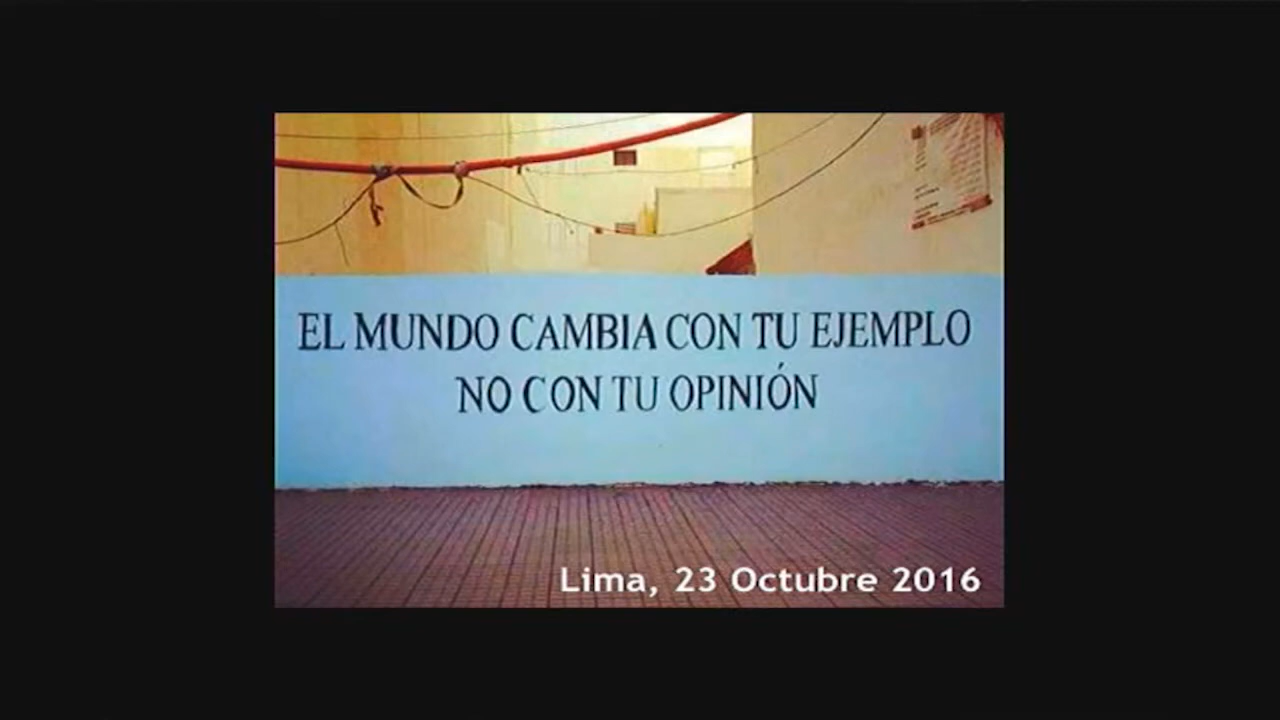 EL MUNDO CAMBIA CON TU EJEMPLO
NO CON TU OPINIÓN
Lima, 23 Octubre 2016